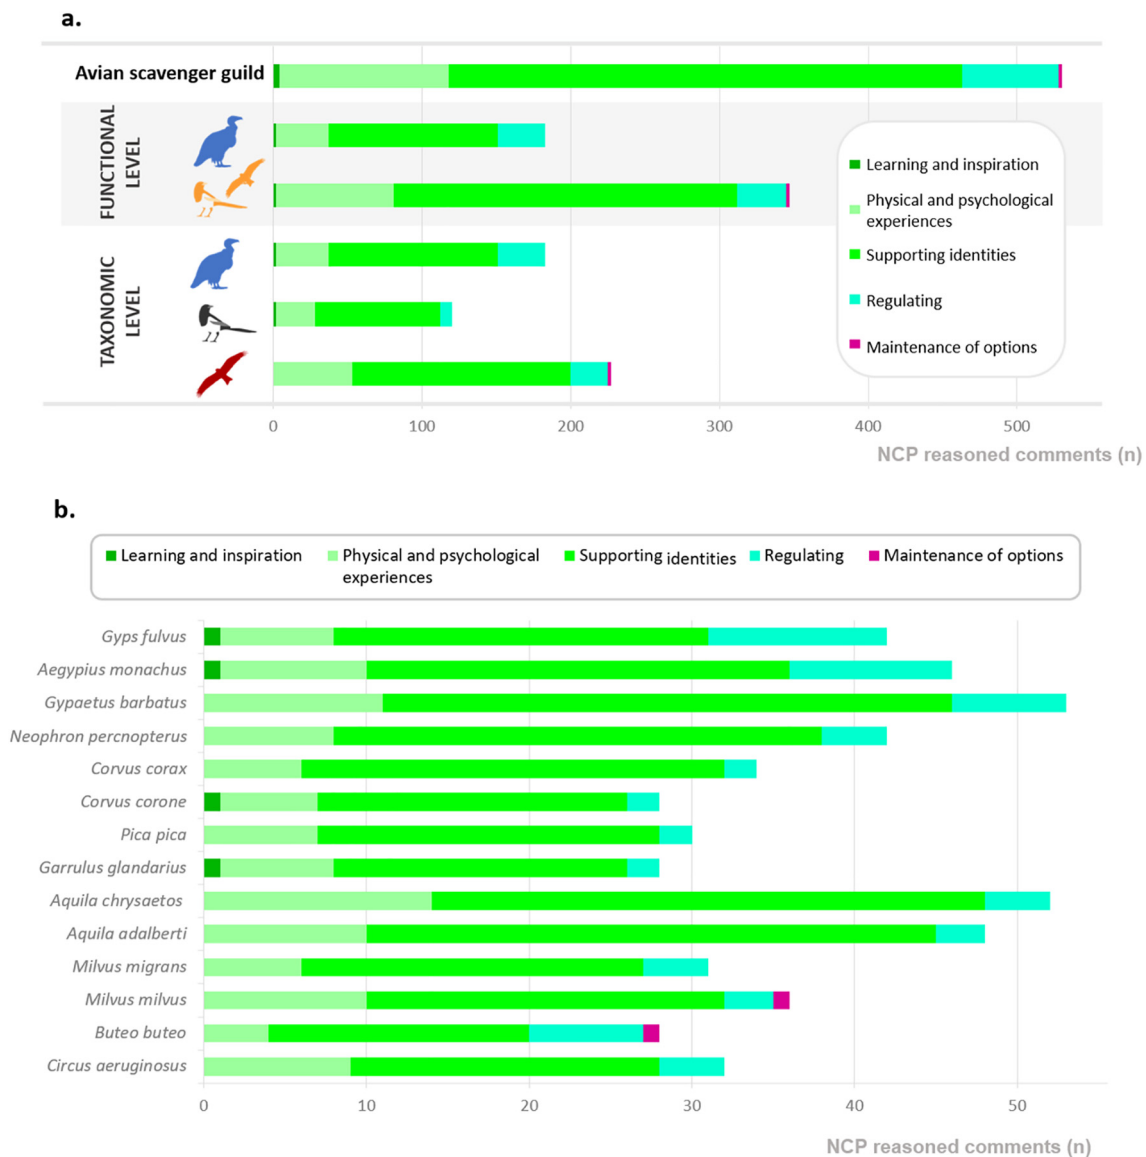 a.
Avian scavenger guild
FUNCTIONAL
LEVEL
TAXONOMIC
LEVEL
Learning and inspiration
Physical and psychological
experiences
Supporting identities
Regulating
Maintenance of options
0 100 200 300 400 500
NCP reasoned comments (n)
b.
Learning and inspiration Physical and psychological Supporting identities Regulating Maintenance of options
experiences
Gyps fulvus
Aegypius monachus
Gypaetus barbatus
Neophron percnopterus
Corvus corax
Corvus corone
Pica pica
Garrulus glandarius
Aquila chrysaetos
Aquila adalberti
Milvus migrans
Milvus milvus
Buteo buteo
Circus aeruginosus
0 10 20 30 40 50
NCP reasoned comments (n)